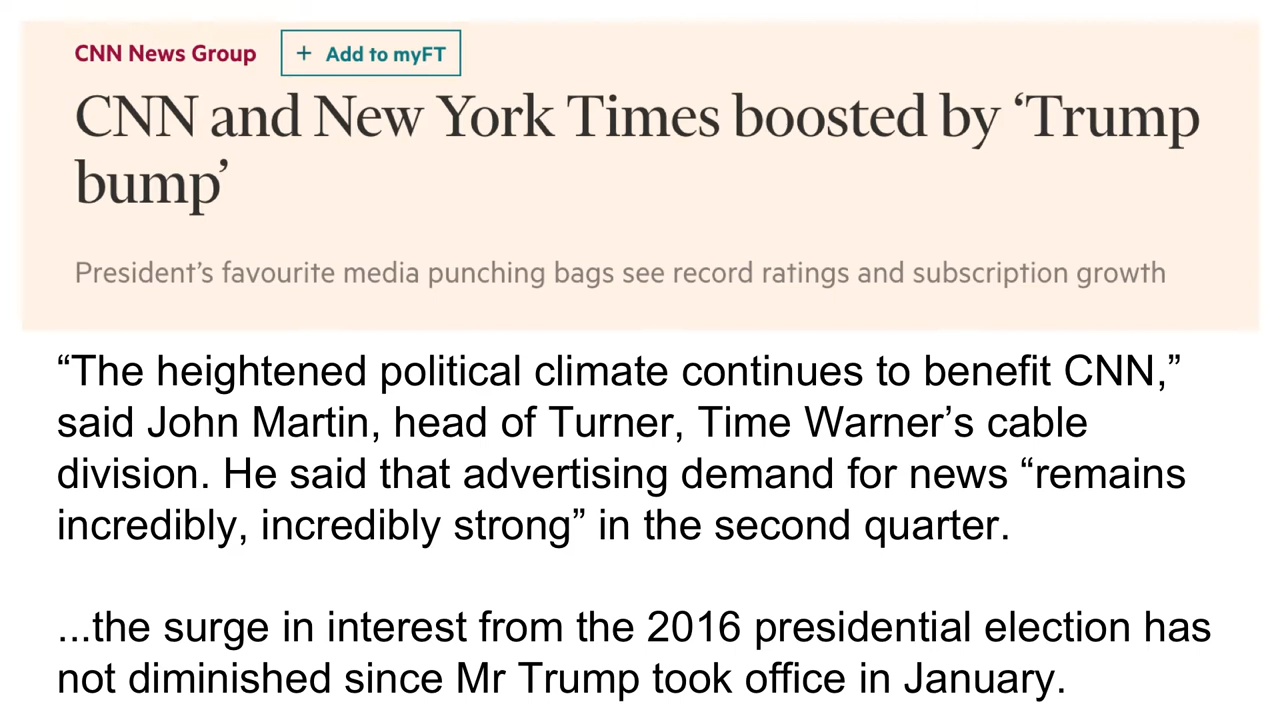 CNN News Group
+ Add to myFT
CNN and New York Times boosted by ‘Trump
bump’
President’s favourite media punching bags see record ratings and subscription growth
“The heightened political climate continues to benefit CNN,”
said John Martin, head of Turner, Time Warner’s cable
division. He said that advertising demand for news “remains
incredibly, incredibly strong” in the second quarter.
...the surge in interest from the 2016 presidential election has
not diminished since Mr Trump took office in January.